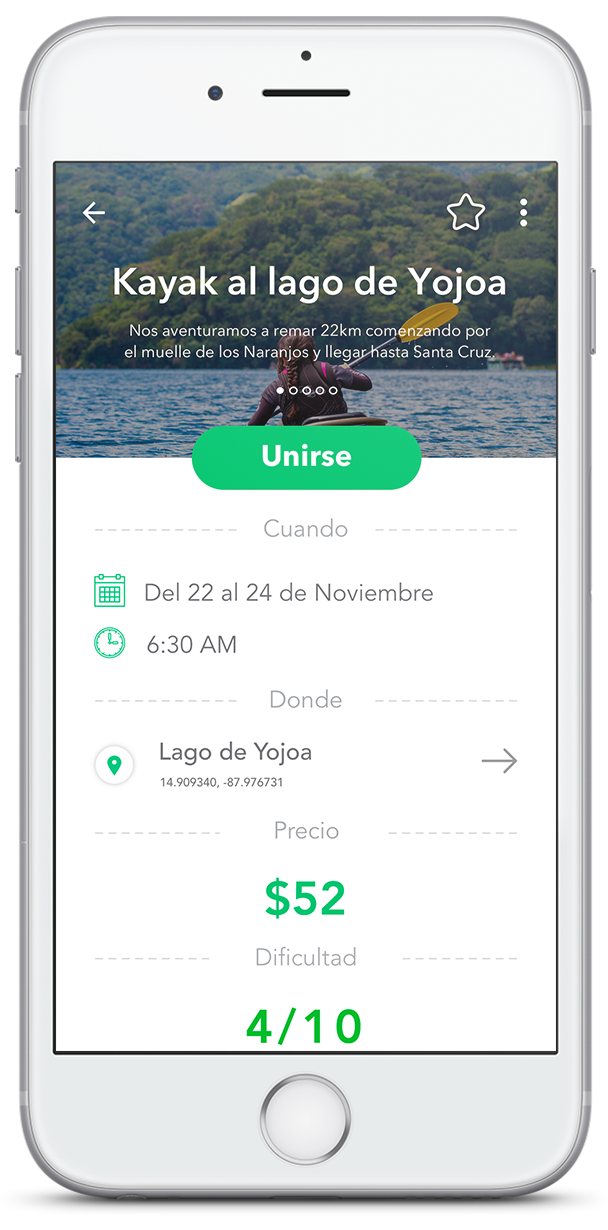 Kayak al lago de Yojoa
Nos aventuramos a remar 22km comenzando por
el muelle de los Naranjos y llegar hasta Santa Cruz.
Unirse
Cuando
Del 22 al 24 de Noviembre
6:30 AM
Donde
Lago de Yojoa
14.909340, -87.976731
Precio
$52
Dificultad
4/10